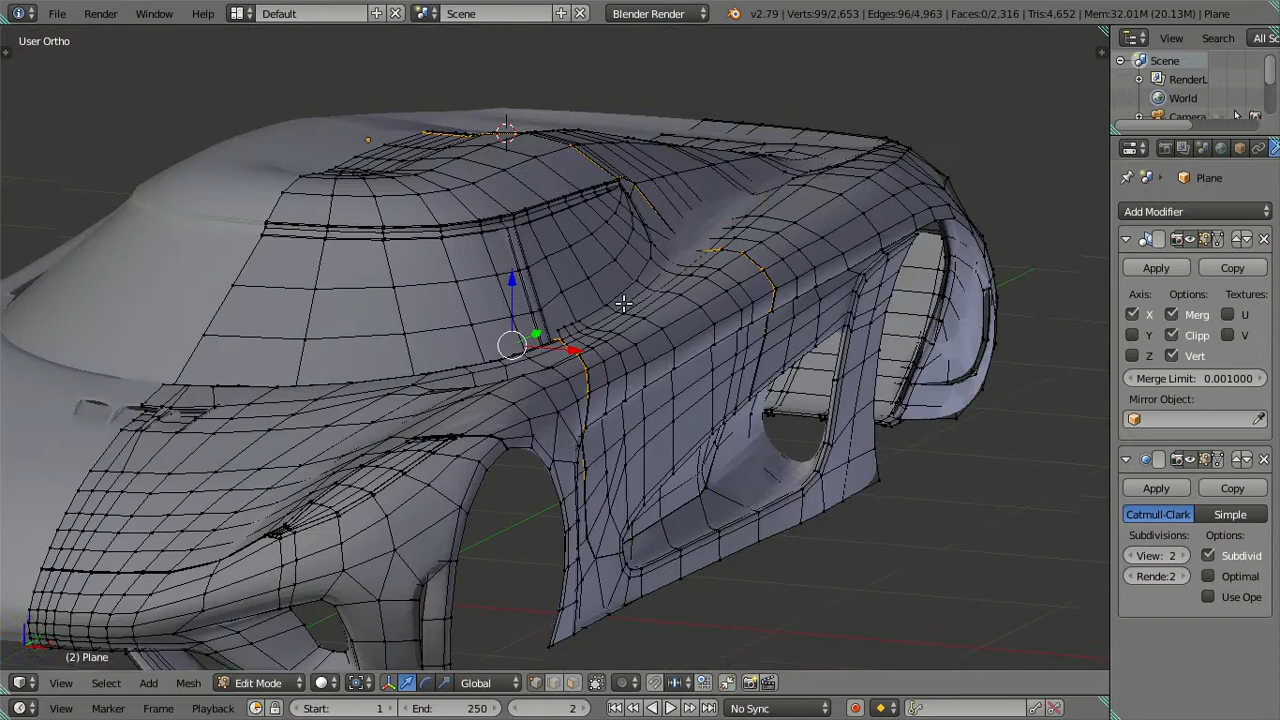 File Render Window Help Default Scene Blender Render v2.79 | Verts:99/2,653 | Edges:96/4,963 | Faces:0/2,316 | Tris:4,652 | Mem:32.01M (20.13M) | Plane
User Ortho
View Search All Sc
Scene
RenderL
World
Camera
Plane
Add Modifier
Apply Copy
Axis: Options: Textures:
X Merg U
Y Clipp V
Z Vert
Merge Limit: 0.001000
Mirror Object:
Apply Copy
Catmull-Clark Simple
Subdivisions: Options:
View: 2 Subdivid
Rende:2 Optimal
Use Ope
(2) Plane
View Select Add Mesh Edit Mode Global
View Marker Frame Playback Start: 1 End: 250 2 No Sync